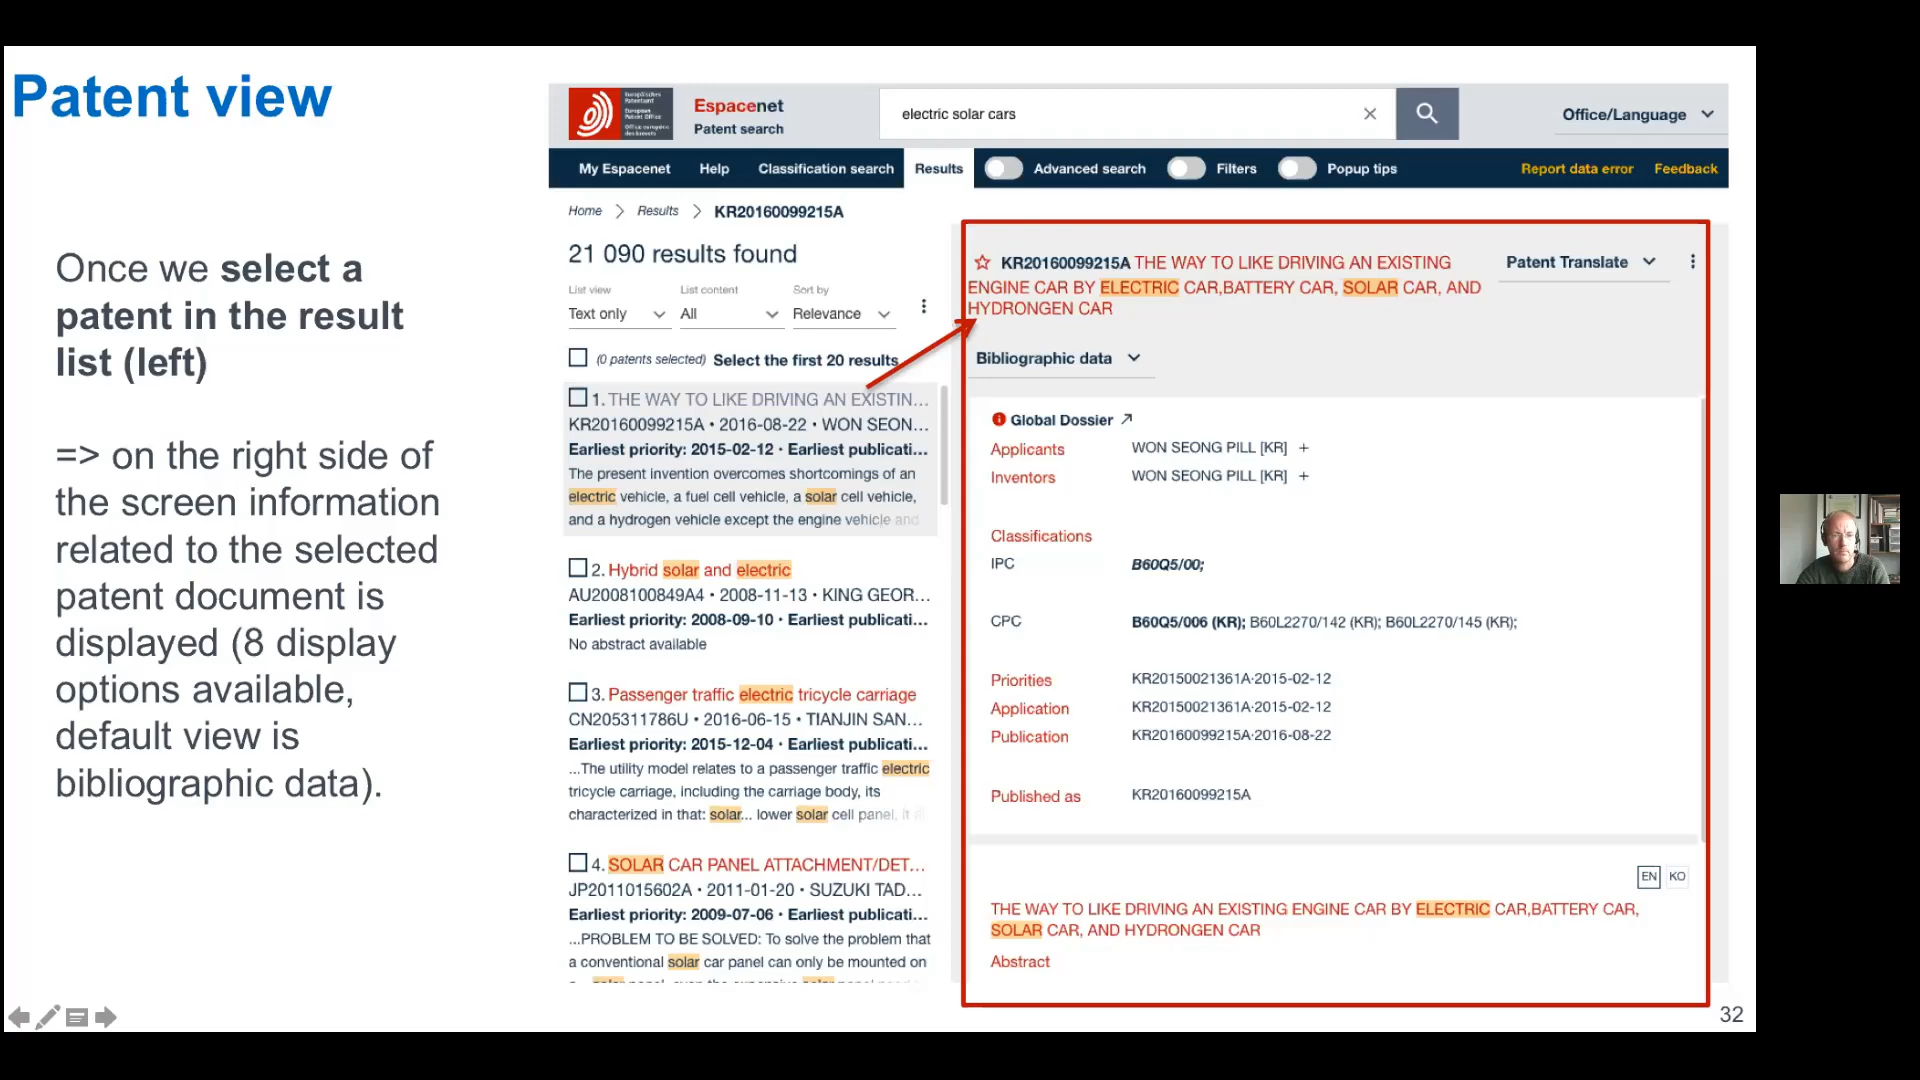 Patent view
Once we select a
patent in the result
list (left)
=> on the right side of
the screen information
related to the selected
patent document is
displayed (8 display
options available,
default view is
bibliographic data).
Europäisches
Patentamt
European
Patent Office
Office européen
des brevets
Espacenet
Patent search
electric solar cars
Office/Language
My Espacenet Help Classification search Results Advanced search Filters Popup tips Report data error Feedback
Home Results KR20160099215A
21 090 results found
List view List content Sort by
Text only All Relevance
(0 patents selected) Select the first 20 results
1. THE WAY TO LIKE DRIVING AN EXISTIN...
KR20160099215A • 2016-08-22 • WON SEON...
Earliest priority: 2015-02-12 • Earliest publicati...
The present invention overcomes shortcomings of an
electric vehicle, a fuel cell vehicle, a solar cell vehicle,
and a hydrogen vehicle except the engine vehicle and
2. Hybrid solar and electric
AU2008100849A4 • 2008-11-13 • KING GEOR...
Earliest priority: 2008-09-10 • Earliest publicati...
No abstract available
3. Passenger traffic electric tricycle carriage
CN205311786U • 2016-06-15 • TIANJIN SAN...
Earliest priority: 2015-12-04 • Earliest publicati...
...The utility model relates to a passenger traffic electric
tricycle carriage, including the carriage body, its
characterized in that: solar... lower solar cell panel, it
4. SOLAR CAR PANEL ATTACHMENT/DET...
JP2011015602A • 2011-01-20 • SUZUKI TAD...
Earliest priority: 2009-07-06 • Earliest publicati...
...PROBLEM TO BE SOLVED: To solve the problem that
a conventional solar car panel can only be mounted on
KR20160099215A THE WAY TO LIKE DRIVING AN EXISTING
ENGINE CAR BY ELECTRIC CAR,BATTERY CAR, SOLAR CAR, AND
HYDRONGEN CAR
Patent Translate
Bibliographic data
Global Dossier
Applicants WON SEONG PILL [KR] +
Inventors WON SEONG PILL [KR] +
Classifications
IPC B60Q5/00;
CPC B60Q5/006 (KR); B60L2270/142 (KR); B60L2270/145 (KR);
Priorities KR20150021361A·2015-02-12
Application KR20150021361A·2015-02-12
Publication KR20160099215A·2016-08-22
Published as KR20160099215A
EN KO
THE WAY TO LIKE DRIVING AN EXISTING ENGINE CAR BY ELECTRIC CAR,BATTERY CAR,
SOLAR CAR, AND HYDRONGEN CAR
Abstract
32